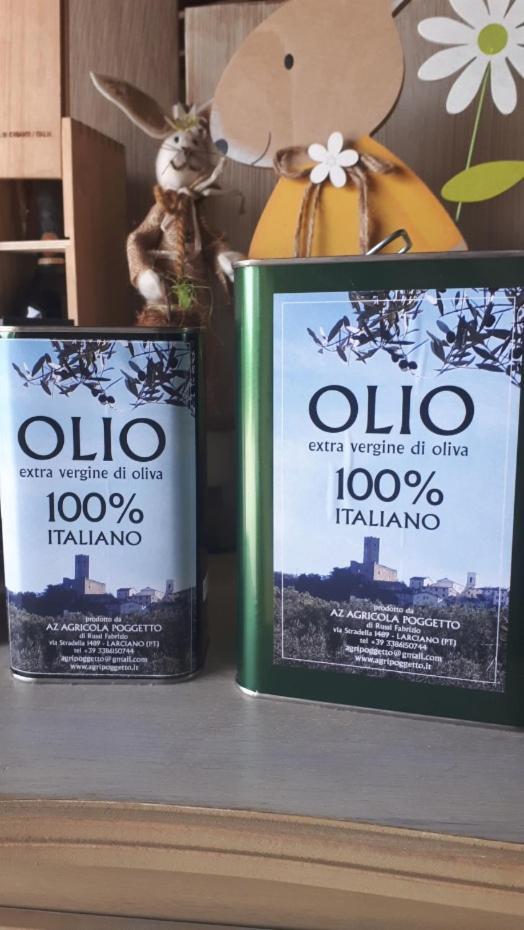 OLIO
extra vergine di oliva
100%
ITALIANO
prodotto da
AZ AGRICOLA POGGETTO
di Russi Fabrizio
via Stradella 1489 - LARCIANO (PT)
tel +39 3386150744
agripoggetto@gmail.com
www.agripoggetto.it
OLIO
extra vergine di oliva
100%
ITALIANO
prodotto da
AZ AGRICOLA POGGETTO
di Russi Fabrizio
via Stradella 1489 - LARCIANO (PT)
tel +39 3386150744
agripoggetto@gmail.com
www.agripoggetto.it